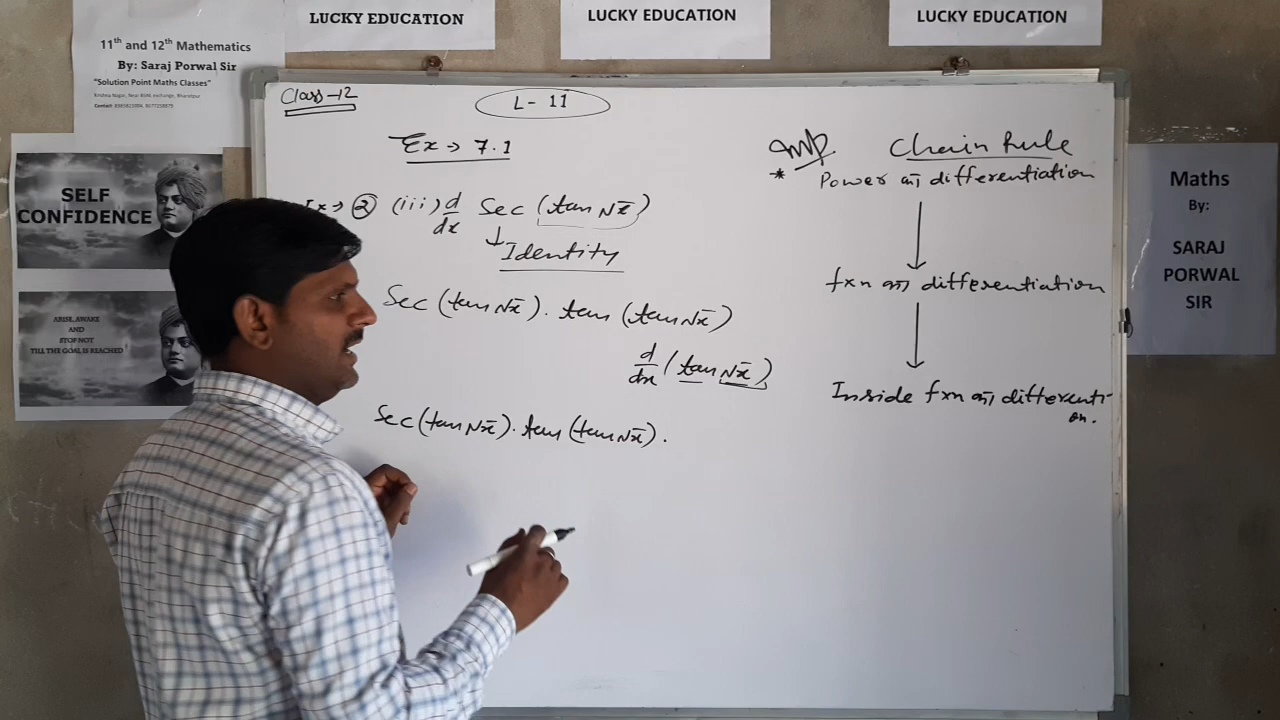 LUCKY EDUCATION
LUCKY EDUCATION
LUCKY EDUCATION
11th and 12th Mathematics
By: Saraj Porwal Sir
"Solution Point Maths Classes"
SELF
CONFIDENCE
ARISE, AWAKE
AND
STOP NOT
TILL THE GOAL IS REACHED !
Class-12
L - 11
Ex → 7.1
Ex → ② (iii) d/dx Sec (tan √x)
↓ Identity
Sec (tan √x) . tan (tan √x)
d/dx (tan √x)
Sec (tan √x) . tan (tan √x) .
Imp. Chain Rule
* Power का differentiation
↓
fxn का differentiation
↓
Inside fxn का differenti-
on.
Maths
By:
SARAJ
PORWAL
SIR